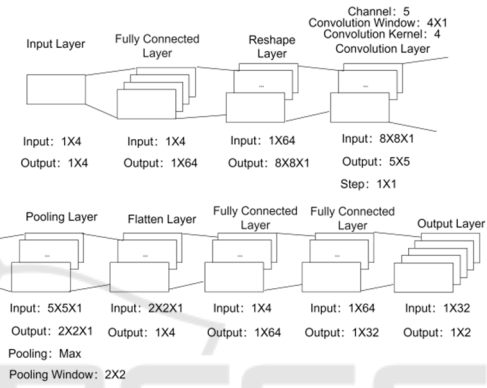 Channel: 5
Convolution Window: 4X1
Convolution Kernel: 4
Input Layer
Fully Connected
Layer
Reshape
Layer
Convolution Layer
...
...
Input: 1X4
Output: 1X4
Input: 1X4
Output: 1X64
Input: 1X64
Output: 8X8X1
Input: 8X8X1
Output: 5X5
Step: 1X1
Pooling Layer
Flatten Layer
Fully Connected
Layer
Fully Connected
Layer
Output Layer
...
...
...
...
Input: 5X5X1
Output: 2X2X1
Pooling: Max
Pooling Window: 2X2
Input: 2X2X1
Output: 1X4
Input: 1X4
Output: 1X64
Input: 1X64
Output: 1X32
Input: 1X32
Output: 1X2